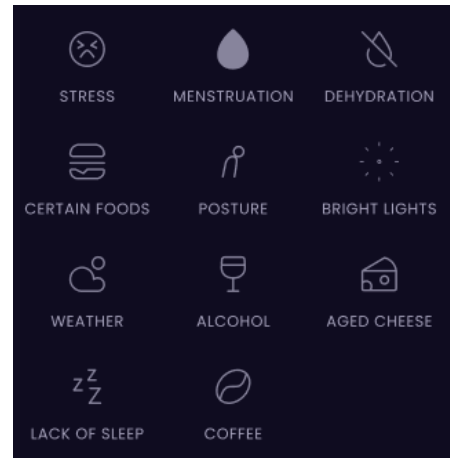 STRESS
MENSTRUATION
DEHYDRATION
CERTAIN FOODS
POSTURE
BRIGHT LIGHTS
WEATHER
ALCOHOL
AGED CHEESE
z Z Z
LACK OF SLEEP
COFFEE